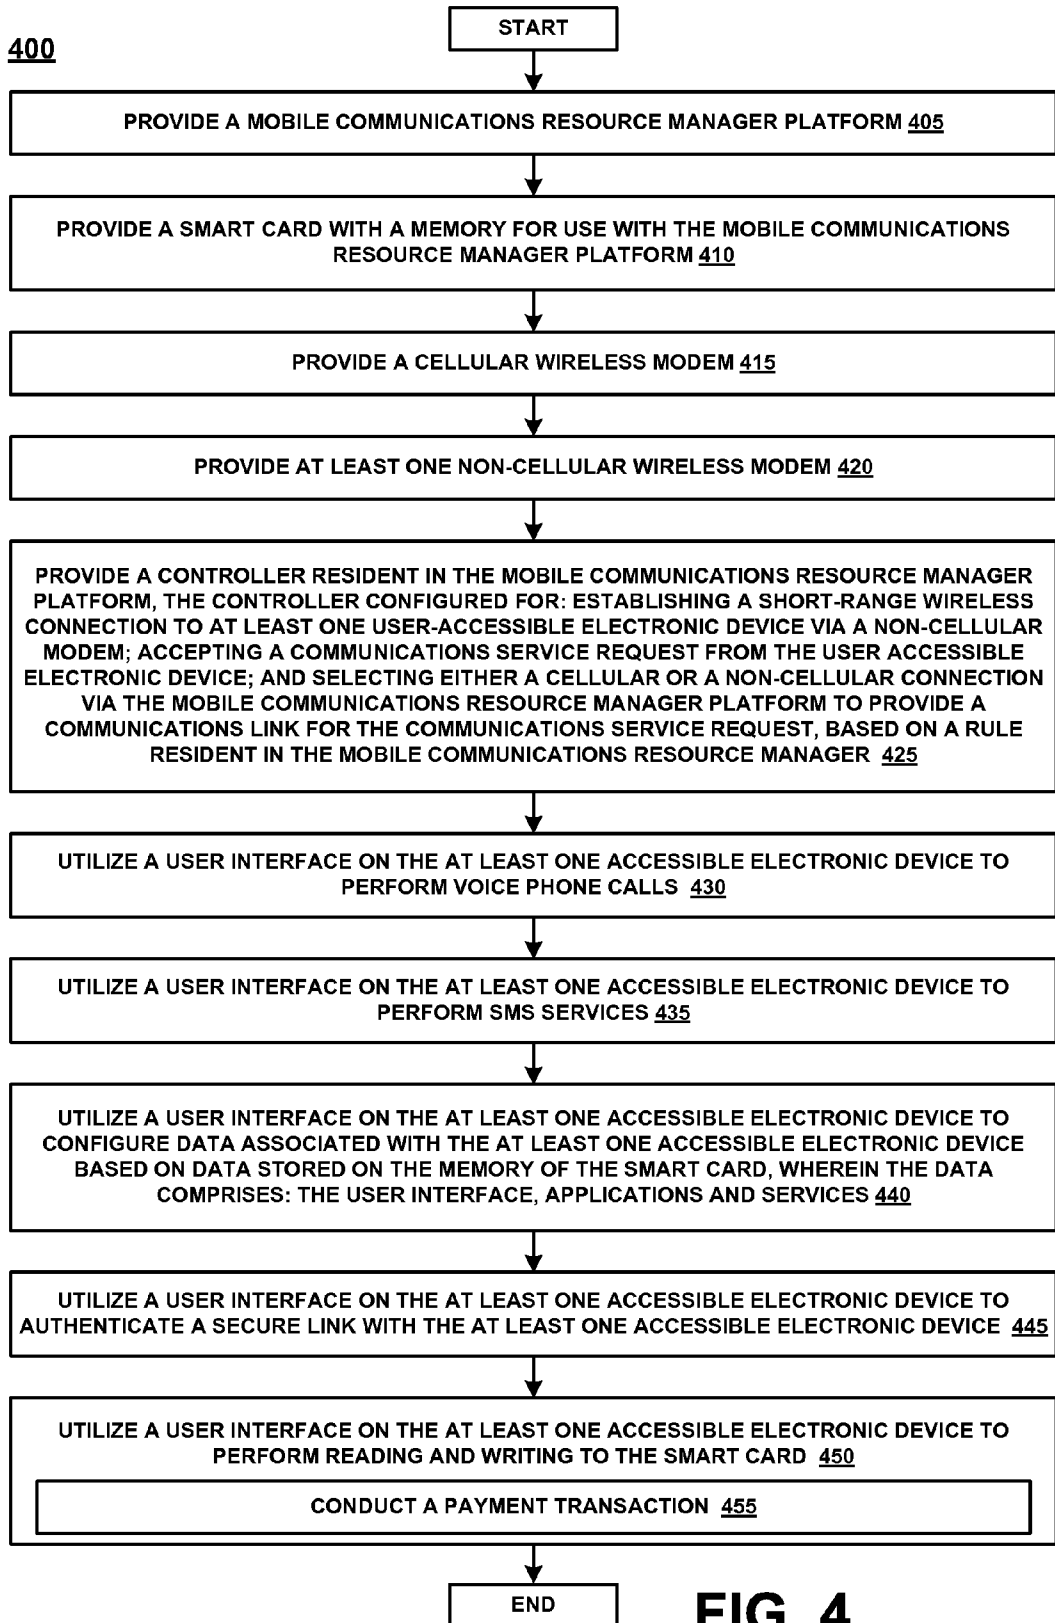 START
400
PROVIDE A MOBILE COMMUNICATIONS RESOURCE MANAGER PLATFORM 405
PROVIDE A SMART CARD WITH A MEMORY FOR USE WITH THE MOBILE COMMUNICATIONS
RESOURCE MANAGER PLATFORM 410
PROVIDE A CELLULAR WIRELESS MODEM 415
PROVIDE AT LEAST ONE NON-CELLULAR WIRELESS MODEM 420
PROVIDE A CONTROLLER RESIDENT IN THE MOBILE COMMUNICATIONS RESOURCE MANAGER
PLATFORM, THE CONTROLLER CONFIGURED FOR: ESTABLISHING A SHORT-RANGE WIRELESS
CONNECTION TO AT LEAST ONE USER-ACCESSIBLE ELECTRONIC DEVICE VIA A NON-CELLULAR
MODEM; ACCEPTING A COMMUNICATIONS SERVICE REQUEST FROM THE USER ACCESSIBLE
ELECTRONIC DEVICE; AND SELECTING EITHER A CELLULAR OR A NON-CELLULAR CONNECTION
VIA THE MOBILE COMMUNICATIONS RESOURCE MANAGER PLATFORM TO PROVIDE A
COMMUNICATIONS LINK FOR THE COMMUNICATIONS SERVICE REQUEST, BASED ON A RULE
RESIDENT IN THE MOBILE COMMUNICATIONS RESOURCE MANAGER 425
UTILIZE A USER INTERFACE ON THE AT LEAST ONE ACCESSIBLE ELECTRONIC DEVICE TO
PERFORM VOICE PHONE CALLS 430
UTILIZE A USER INTERFACE ON THE AT LEAST ONE ACCESSIBLE ELECTRONIC DEVICE TO
PERFORM SMS SERVICES 435
UTILIZE A USER INTERFACE ON THE AT LEAST ONE ACCESSIBLE ELECTRONIC DEVICE TO
CONFIGURE DATA ASSOCIATED WITH THE AT LEAST ONE ACCESSIBLE ELECTRONIC DEVICE
BASED ON DATA STORED ON THE MEMORY OF THE SMART CARD, WHEREIN THE DATA
COMPRISES: THE USER INTERFACE, APPLICATIONS AND SERVICES 440
UTILIZE A USER INTERFACE ON THE AT LEAST ONE ACCESSIBLE ELECTRONIC DEVICE TO
AUTHENTICATE A SECURE LINK WITH THE AT LEAST ONE ACCESSIBLE ELECTRONIC DEVICE 445
UTILIZE A USER INTERFACE ON THE AT LEAST ONE ACCESSIBLE ELECTRONIC DEVICE TO
PERFORM READING AND WRITING TO THE SMART CARD 450
CONDUCT A PAYMENT TRANSACTION 455
END
FIG. 4